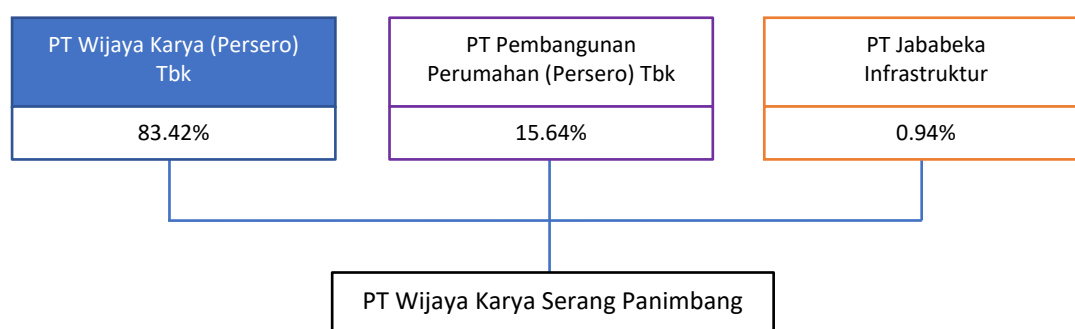 PT Wijaya Karya (Persero)
Tbk
83.42%
PT Pembangunan
Perumahan (Persero) Tbk
15.64%
PT Jababeka
Infrastruktur
0.94%
PT Wijaya Karya Serang Panimbang